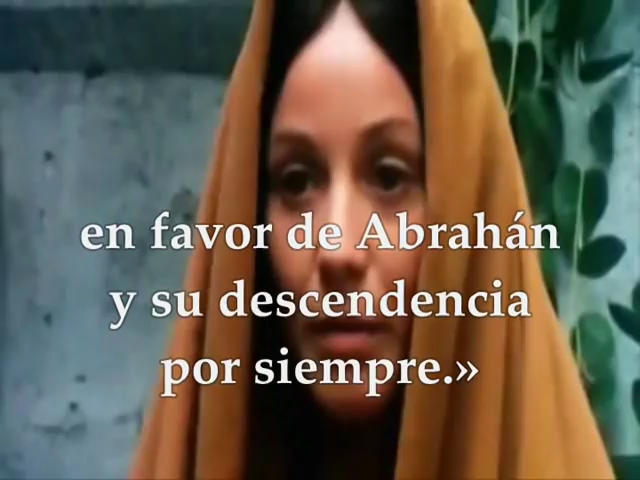 en favor de Abrahán
y su descendencia
por siempre.»